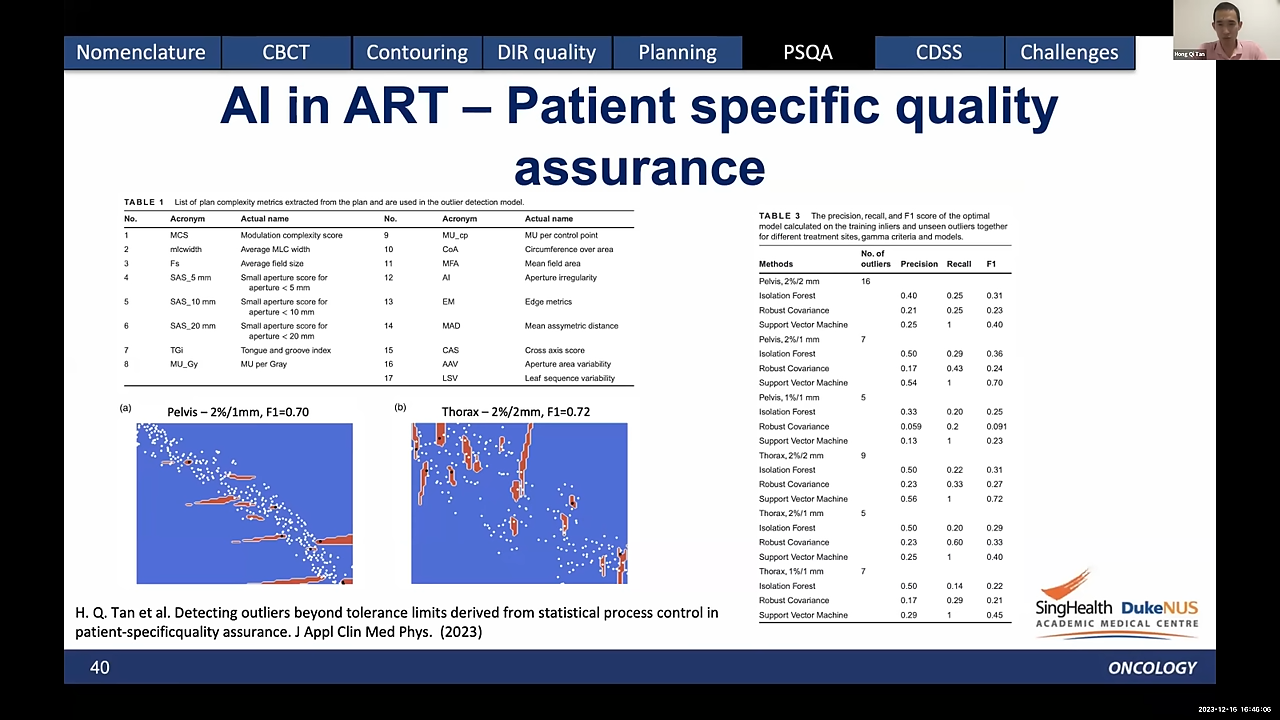 Hong Qi Tan
Nomenclature CBCT Contouring DIR quality Planning PSQA CDSS Challenges
AI in ART – Patient specific quality
assurance
TABLE 1 List of plan complexity metrics extracted from the plan and are used in the outlier detection model.
No. Acronym Actual name No. Acronym Actual name
1 MCS Modulation complexity score 9 MU_cp MU per control point
2 mlcwidth Average MLC width 10 CoA Circumference over area
3 Fs Average field size 11 MFA Mean field area
4 SAS_5 mm Small aperture score for 12 AI Aperture irregularity
aperture < 5 mm
5 SAS_10 mm Small aperture score for 13 EM Edge metrics
aperture < 10 mm
6 SAS_20 mm Small aperture score for 14 MAD Mean assymetric distance
aperture < 20 mm
7 TGi Tongue and groove index 15 CAS Cross axis score
8 MU_Gy MU per Gray 16 AAV Aperture area variability
17 LSV Leaf sequence variability
(a) Pelvis – 2%/1mm, F1=0.70
(b) Thorax – 2%/2mm, F1=0.72
H. Q. Tan et al. Detecting outliers beyond tolerance limits derived from statistical process control in
patient-specificquality assurance. J Appl Clin Med Phys. (2023)
TABLE 3 The precision, recall, and F1 score of the optimal
model calculated on the training inliers and unseen outliers together
for different treatment sites, gamma criteria and models.
No. of
Methods outliers Precision Recall F1
Pelvis, 2%/2 mm 16
Isolation Forest 0.40 0.25 0.31
Robust Covariance 0.21 0.25 0.23
Support Vector Machine 0.25 1 0.40
Pelvis, 2%/1 mm 7
Isolation Forest 0.50 0.29 0.36
Robust Covariance 0.17 0.43 0.24
Support Vector Machine 0.54 1 0.70
Pelvis, 1%/1 mm 5
Isolation Forest 0.33 0.20 0.25
Robust Covariance 0.059 0.2 0.091
Support Vector Machine 0.13 1 0.23
Thorax, 2%/2 mm 9
Isolation Forest 0.50 0.22 0.31
Robust Covariance 0.23 0.33 0.27
Support Vector Machine 0.56 1 0.72
Thorax, 2%/1 mm 5
Isolation Forest 0.50 0.20 0.29
Robust Covariance 0.23 0.60 0.33
Support Vector Machine 0.25 1 0.40
Thorax, 1%/1 mm 7
Isolation Forest 0.50 0.14 0.22
Robust Covariance 0.17 0.29 0.21
Support Vector Machine 0.29 1 0.45
SingHealth DukeNUS
ACADEMIC MEDICAL CENTRE
40
ONCOLOGY
2023-12-16 16:46:06